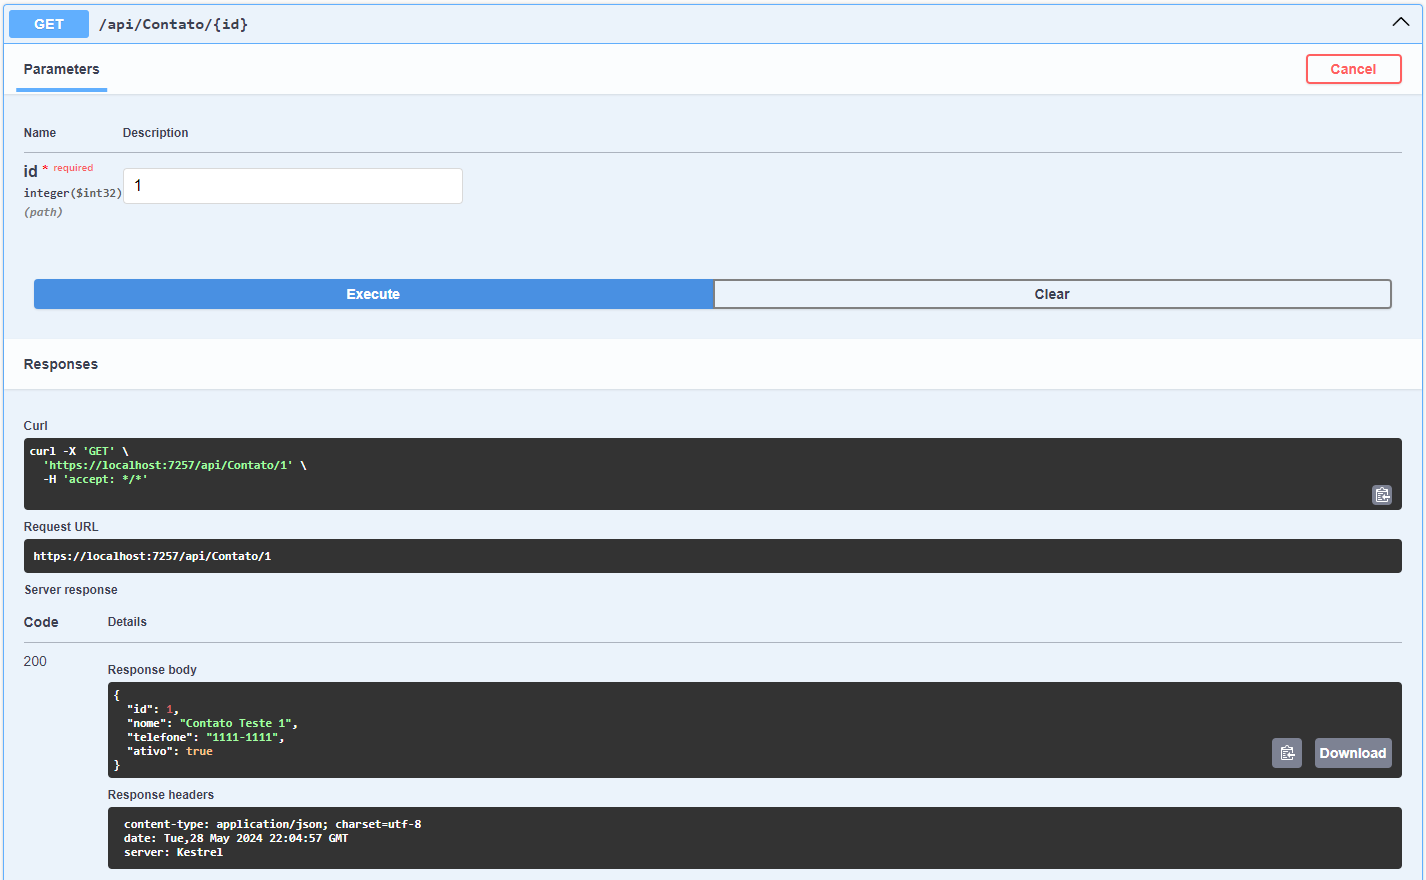 GET /api/Contato/{id}
Parameters
Cancel
Name Description
id * required
integer($int32)
(path)
1
Execute Clear
Responses
Curl
curl -X 'GET' \
  'https://localhost:7257/api/Contato/1' \
  -H 'accept: */*'
Request URL
https://localhost:7257/api/Contato/1
Server response
Code Details
200
Response body
{
  "id": 1,
  "nome": "Contato Teste 1",
  "telefone": "1111-1111",
  "ativo": true
}
Download
Response headers
content-type: application/json; charset=utf-8
date: Tue,28 May 2024 22:04:57 GMT
server: Kestrel